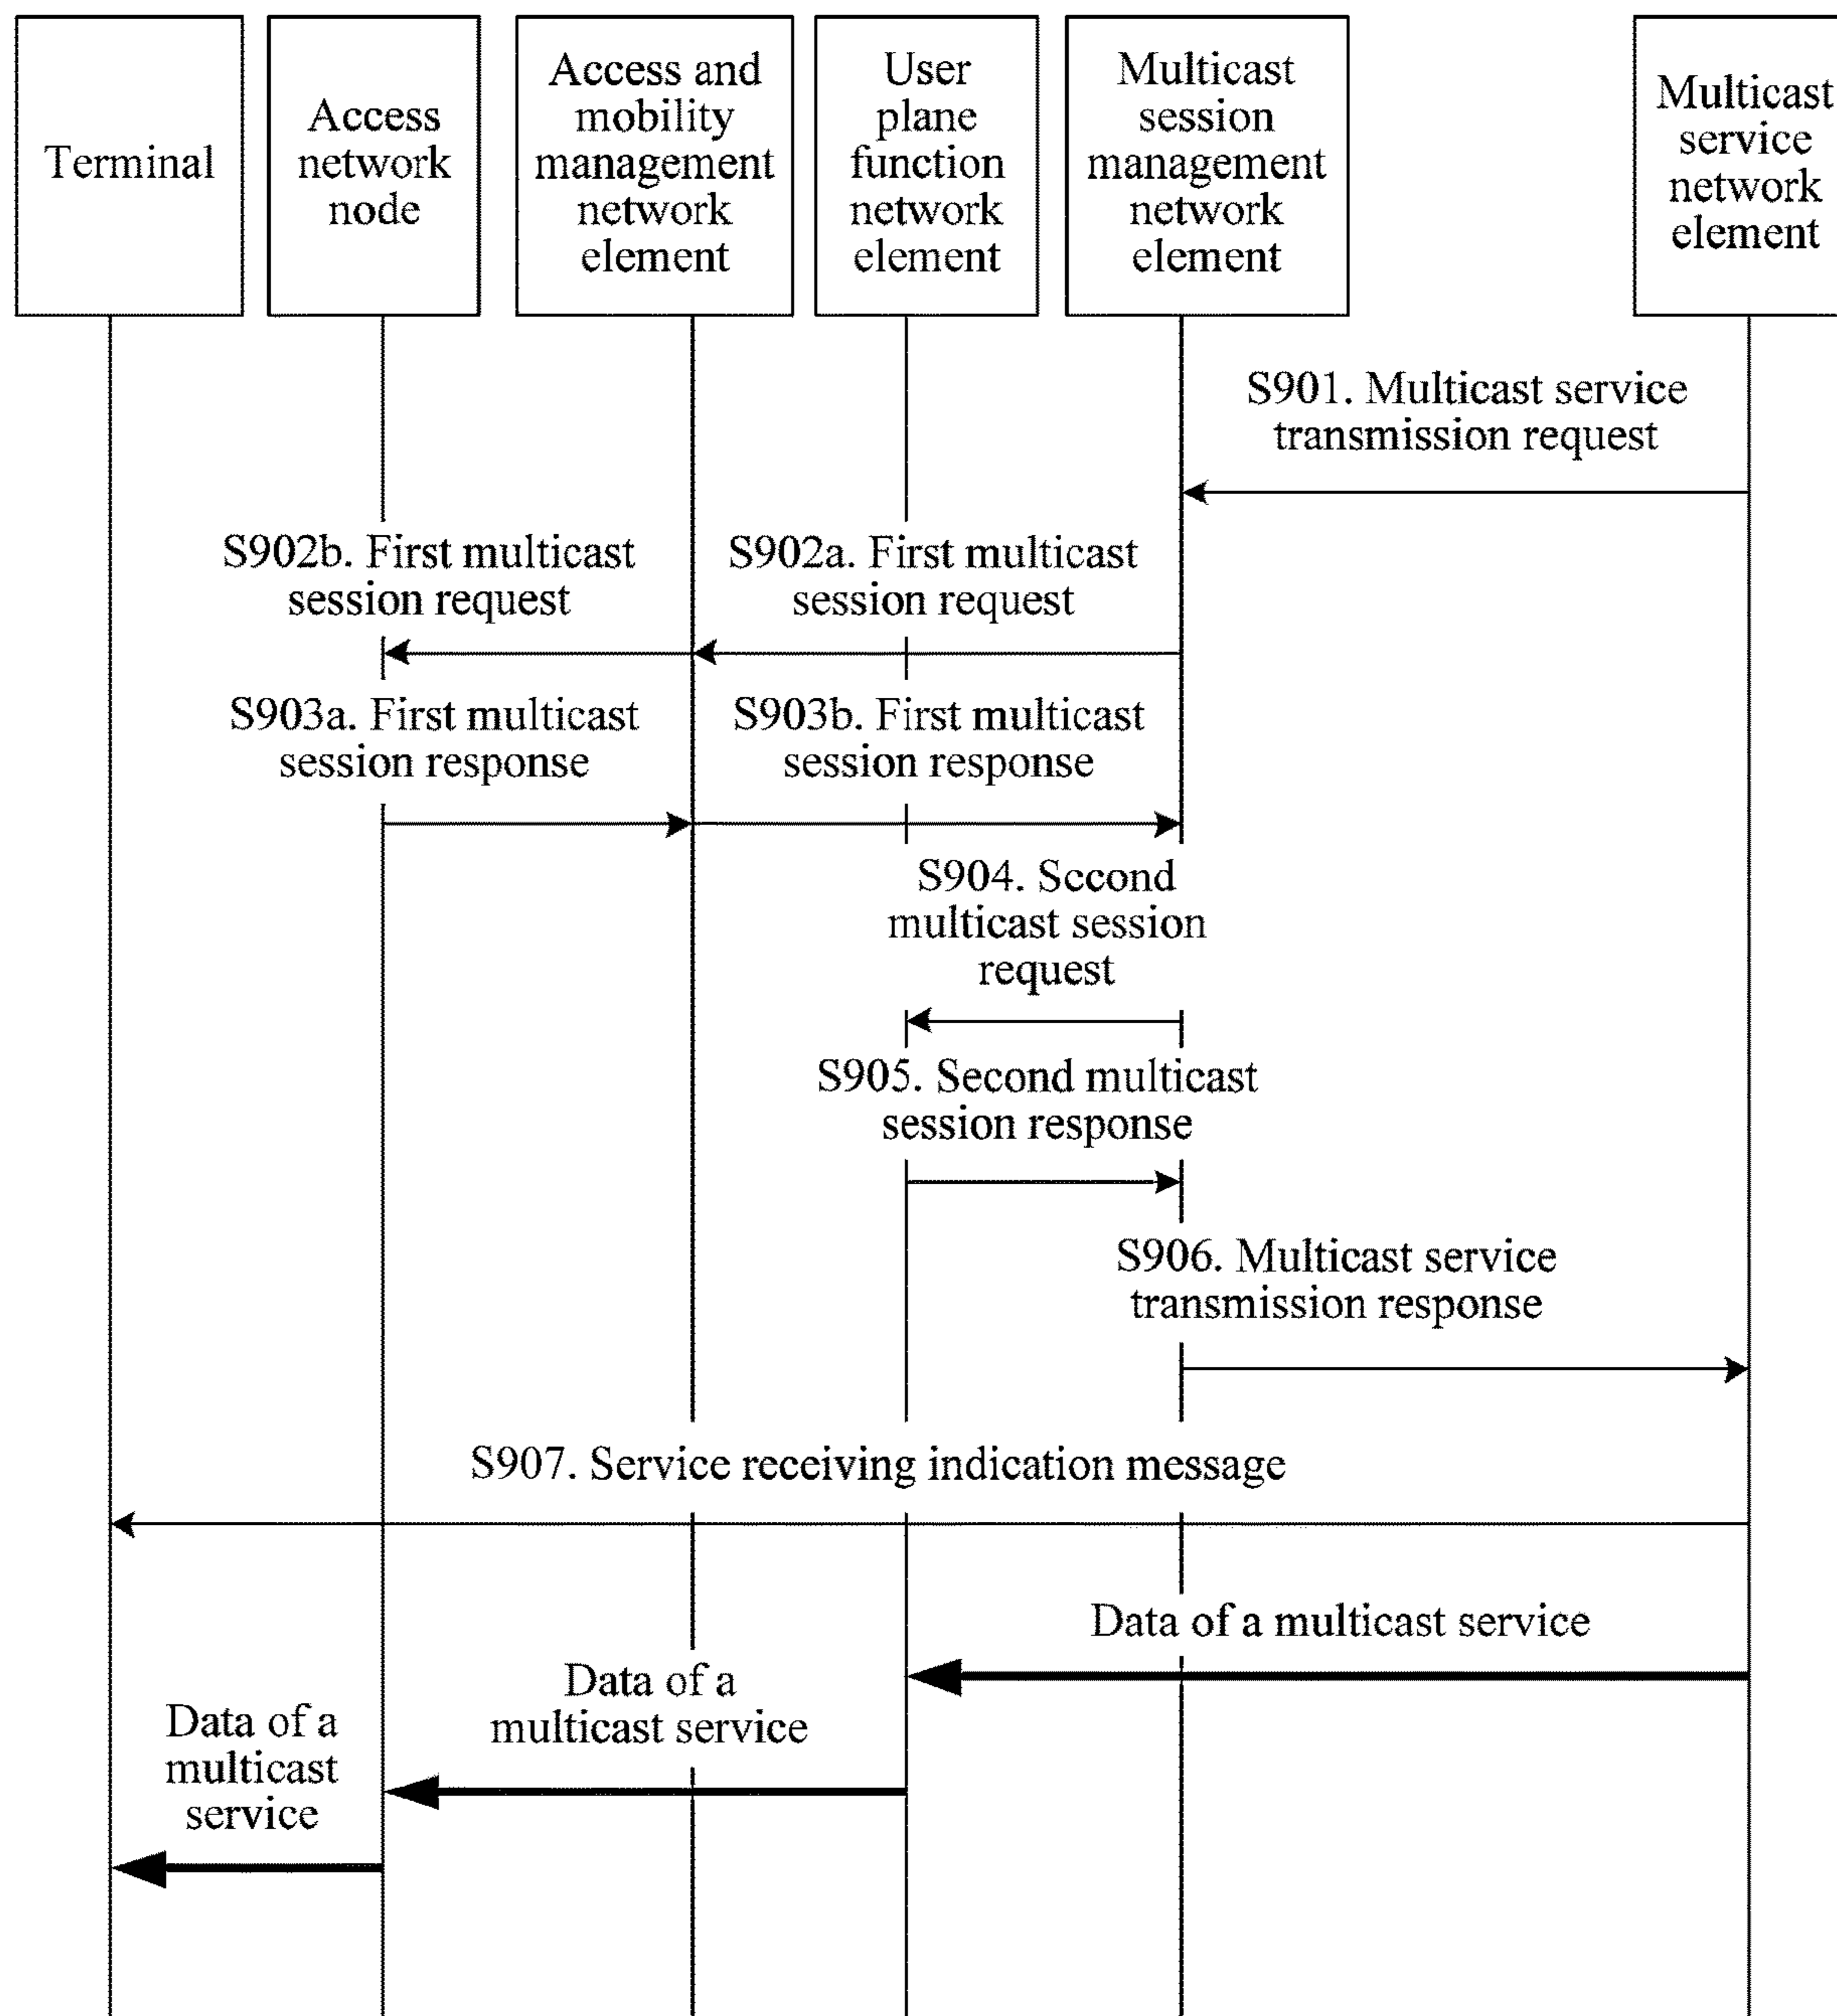 Terminal
Access
network
node
Access and
mobility
management
network
element
User
plane
function
network
element
Multicast
session
management
network
element
Multicast
service
network
element
S901. Multicast service
transmission request
S902b. First multicast
session request
S902a. First multicast
session request
S903a. First multicast
session response
S903b. First multicast
session response
S904. Second
multicast session
request
S905. Second multicast
session response
S906. Multicast service
transmission response
S907. Service receiving indication message
Data of a multicast service
Data of a
multicast service
Data of a
multicast
service